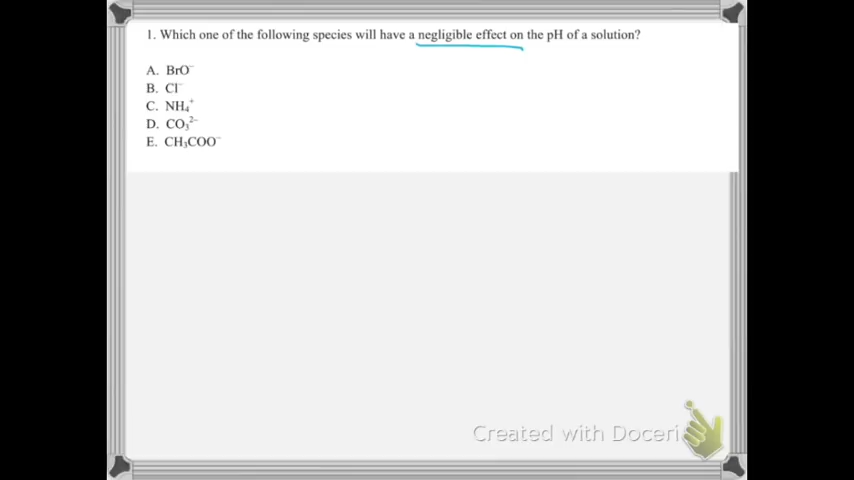 1. Which one of the following species will have a negligible effect on the pH of a solution?
A. BrO⁻
B. Cl⁻
C. NH₄⁺
D. CO₃²⁻
E. CH₃COO⁻
Created with Doceri